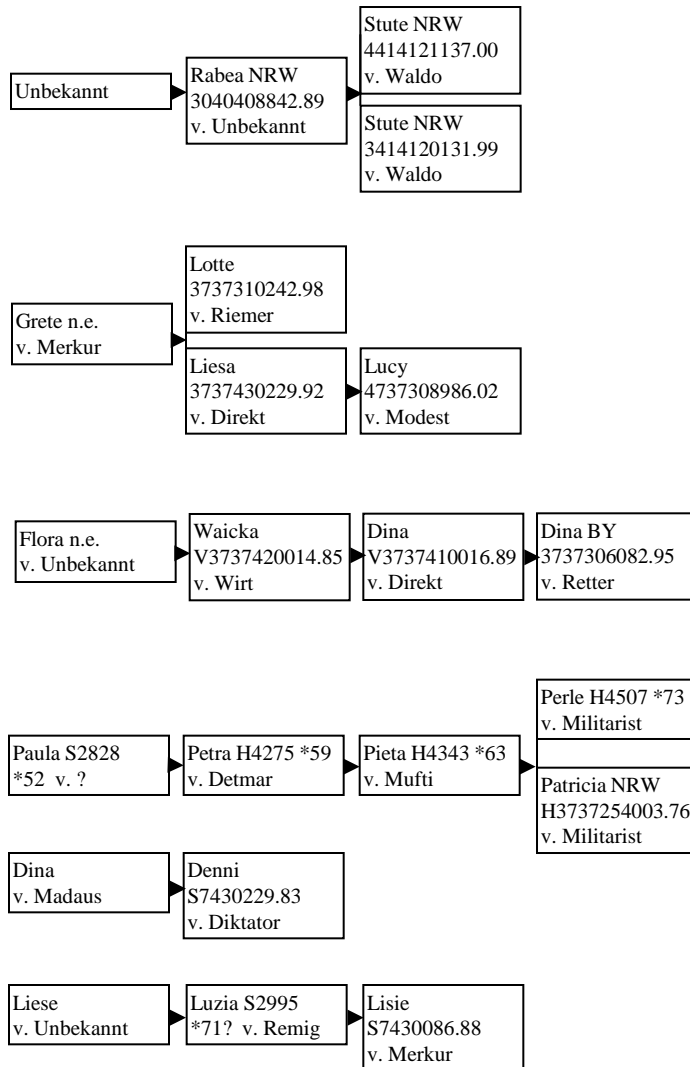 Unbekannt
Rabea NRW
3040408842.89
v. Unbekannt
Stute NRW
4414121137.00
v. Waldo
Stute NRW
3414120131.99
v. Waldo
Grete n.e.
v. Merkur
Lotte
3737310242.98
v. Riemer
Liesa
3737430229.92
v. Direkt
Lucy
4737308986.02
v. Modest
Flora n.e.
v. Unbekannt
Waicka
V3737420014.85
v. Wirt
Dina
V3737410016.89
v. Direkt
Dina BY
3737306082.95
v. Retter
Paula S2828
*52 v. ?
Petra H4275 *59
v. Detmar
Pieta H4343 *63
v. Mufti
Perle H4507 *73
v. Militarist
Patricia NRW
H3737254003.76
v. Militarist
Dina
v. Madaus
Denni
S7430229.83
v. Diktator
Liese
v. Unbekannt
Luzia S2995
*71? v. Remig
Lisie
S7430086.88
v. Merkur